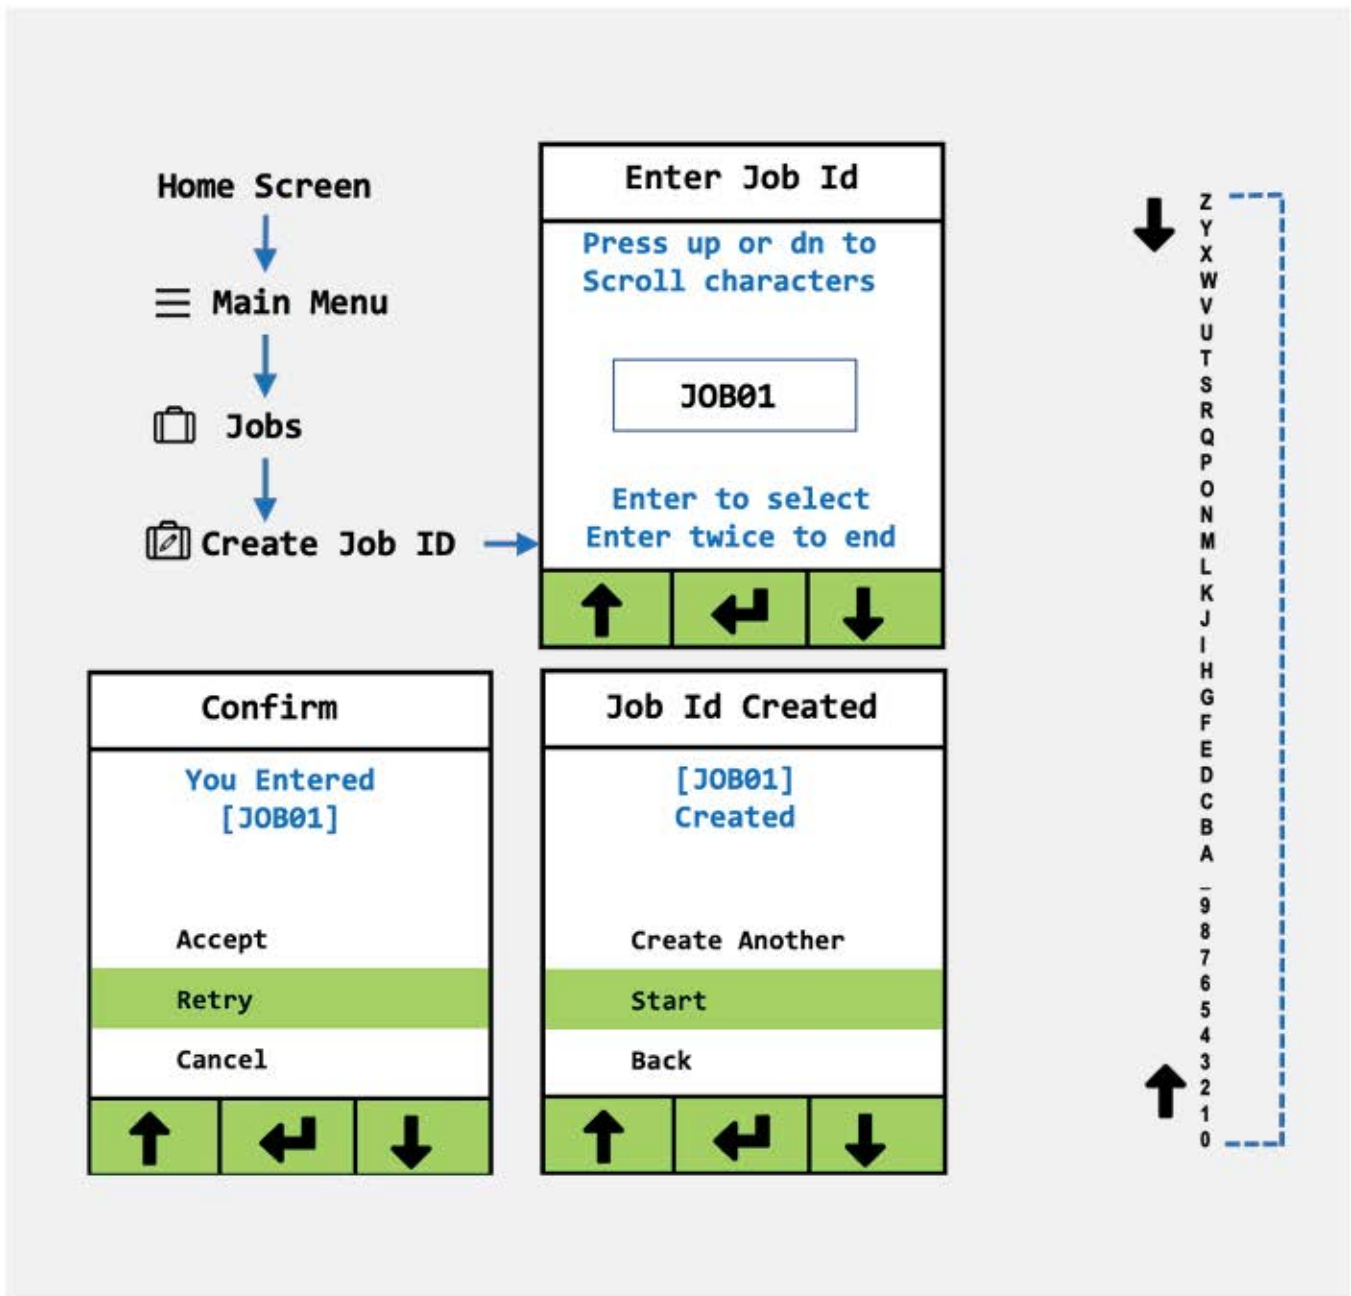 Home Screen
Main Menu
Jobs
Create Job ID
Enter Job Id
Press up or dn to
Scroll characters
JOB01
Enter to select
Enter twice to end
Confirm
You Entered
[JOB01]
Accept
Retry
Cancel
Job Id Created
[JOB01]
Created
Create Another
Start
Back
Z
Y
X
W
V
U
T
S
R
Q
P
O
N
M
L
K
J
I
H
G
F
E
D
C
B
A
_
9
8
7
6
5
4
3
2
1
0